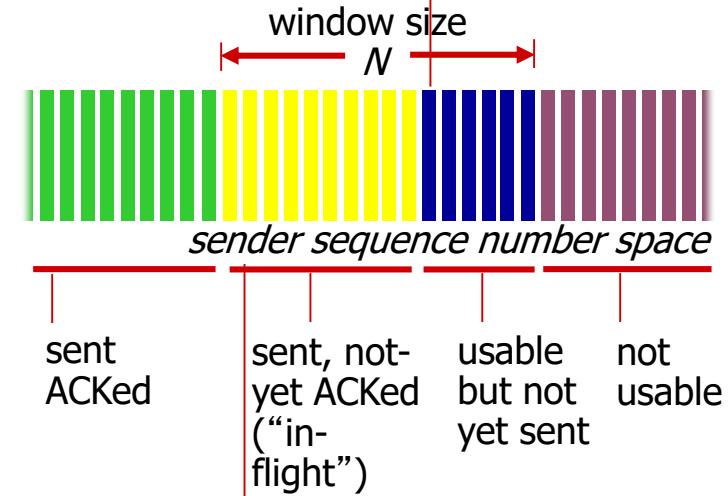 window size
N
sender sequence number space
sent
ACKed
sent, not-
yet ACKed
(“in-
flight”)
usable
but not
yet sent
not
usable